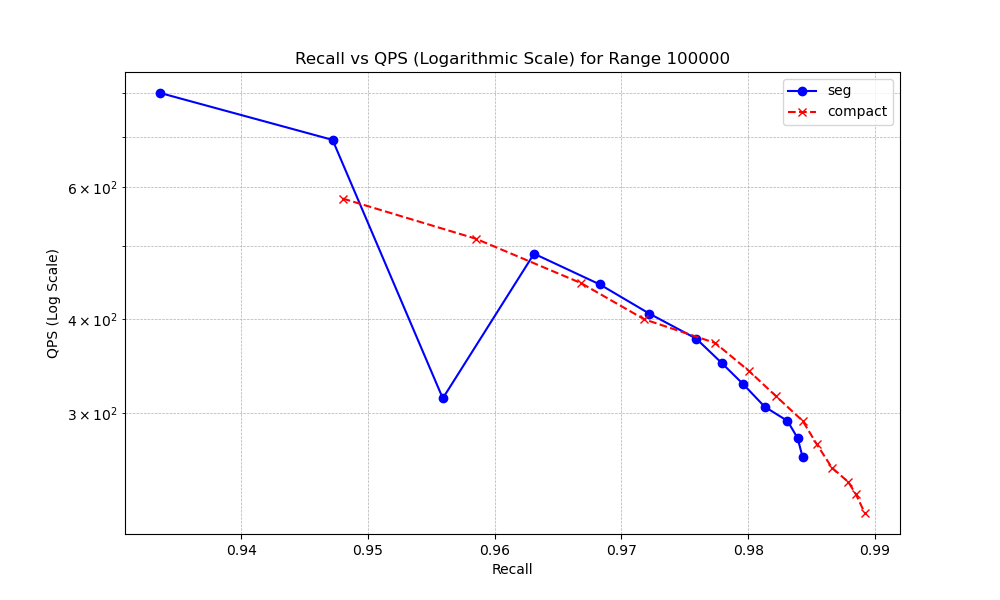 Recall vs QPS (Logarithmic Scale) for Range 100000
seg
compact
QPS (Log Scale)
6 × 10²
4 × 10²
3 × 10²
0.94 0.95 0.96 0.97 0.98 0.99
Recall